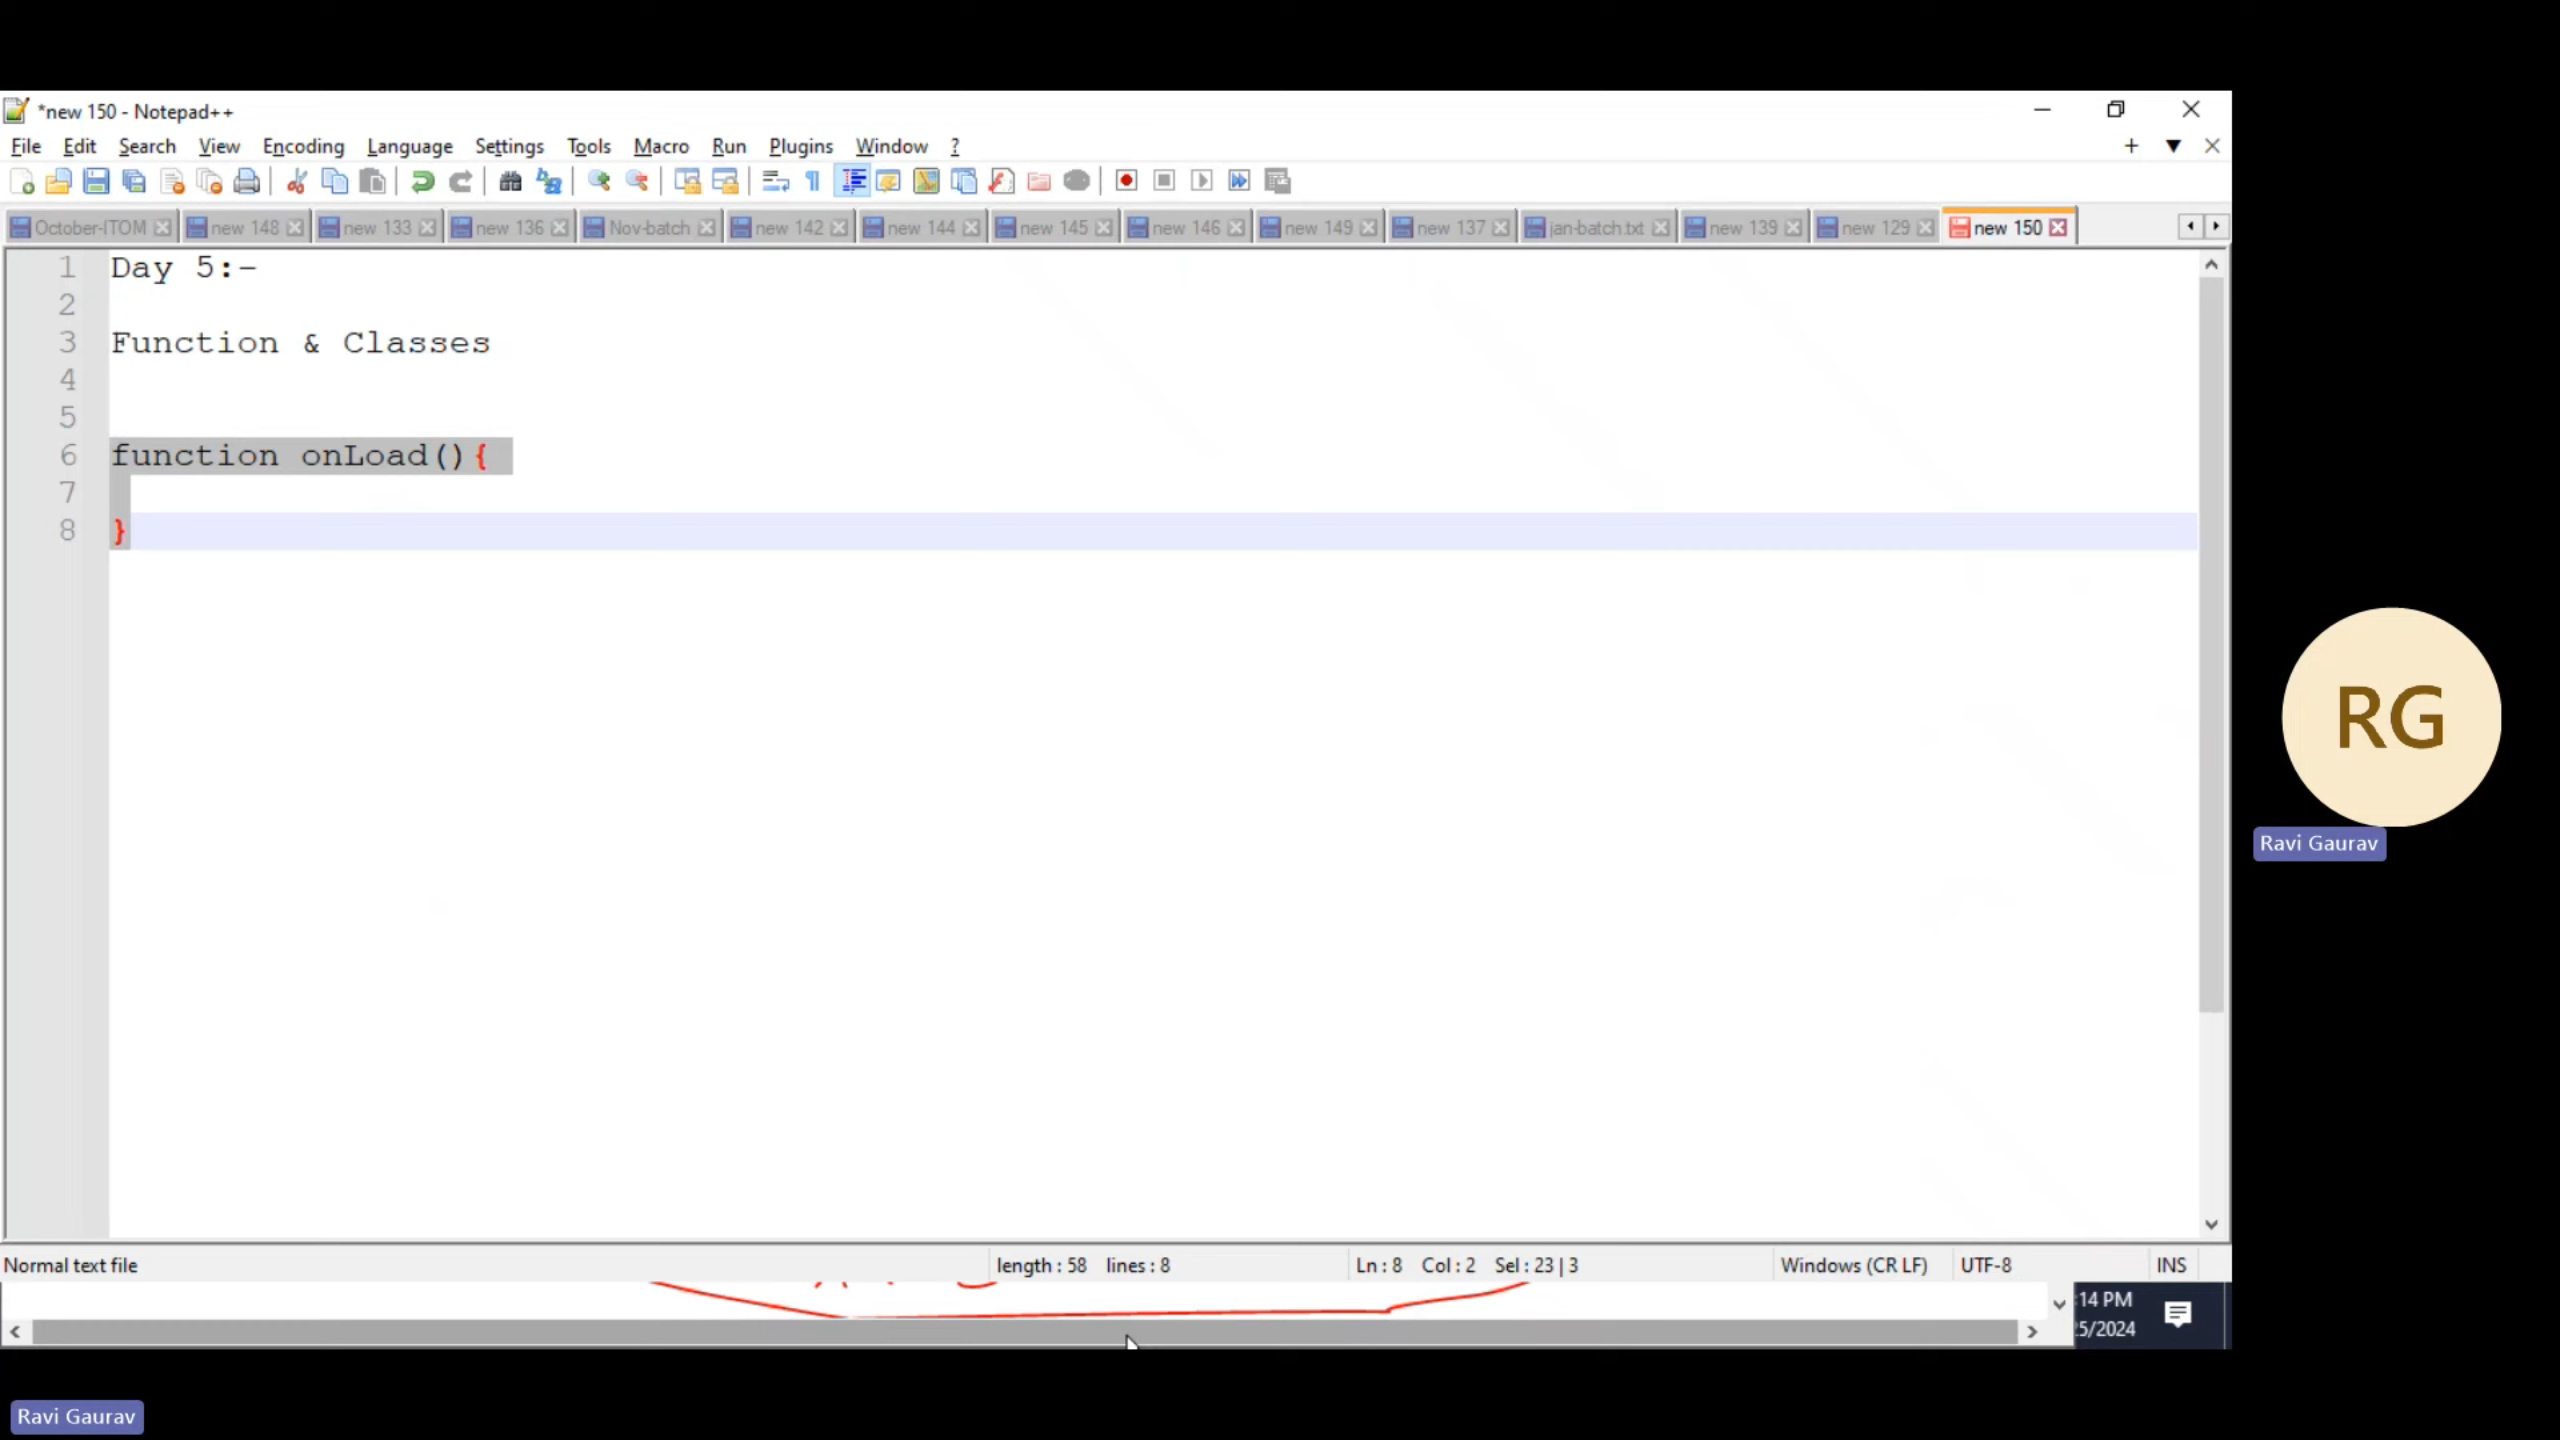 *new 150 - Notepad++
File Edit Search View Encoding Language Settings Tools Macro Run Plugins Window ?
October-ITOM new 148 new 133 new 136 Nov-batch new 142 new 144 new 145 new 146 new 149 new 137 jan-batch.txt new 139 new 129 new 150
1 Day 5:-
2
3 Function & Classes
4
5
6 function onLoad(){
7
8 }
RG
Ravi Gaurav
Normal text file length : 58 lines : 8 Ln : 8 Col : 2 Sel : 23 | 3 Windows (CR LF) UTF-8 INS
:14 PM
5/2024
Ravi Gaurav